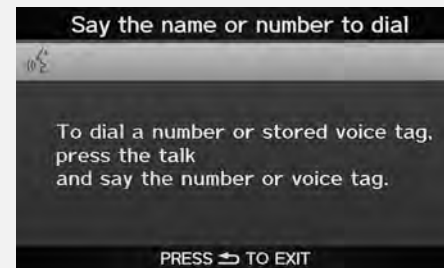 Say the name or number to dial
To dial a number or stored voice tag,
press the talk
and say the number or voice tag.
PRESS ⮌ TO EXIT